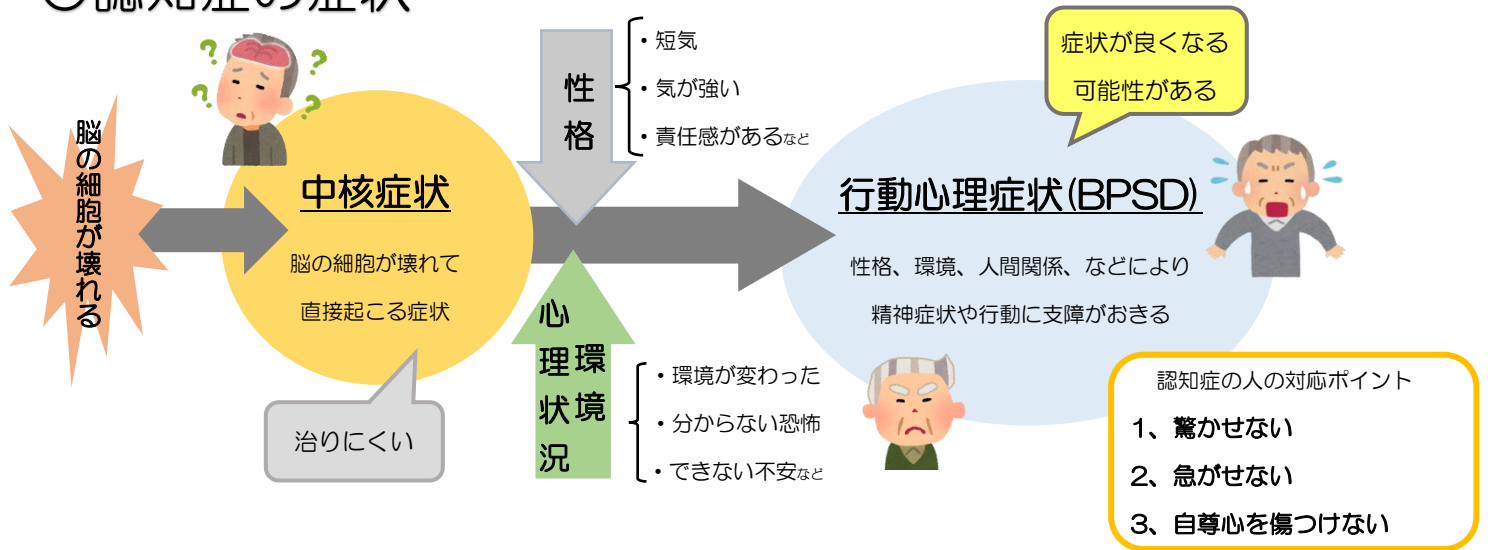 〇認知症の症状
脳の細胞が壊れる
中核症状
脳の細胞が壊れて
直接起こる症状
治りにくい
性格
・短気
・気が強い
・責任感があるなど
環境
心理状況
・環境が変わった
・分からない恐怖
・できない不安など
症状が良くなる
可能性がある
行動心理症状(BPSD)
性格、環境、人間関係、などにより
精神症状や行動に支障がおきる
認知症の人の対応ポイント
1、驚かせない
2、急がせない
3、自尊心を傷つけない
? ? ? ?